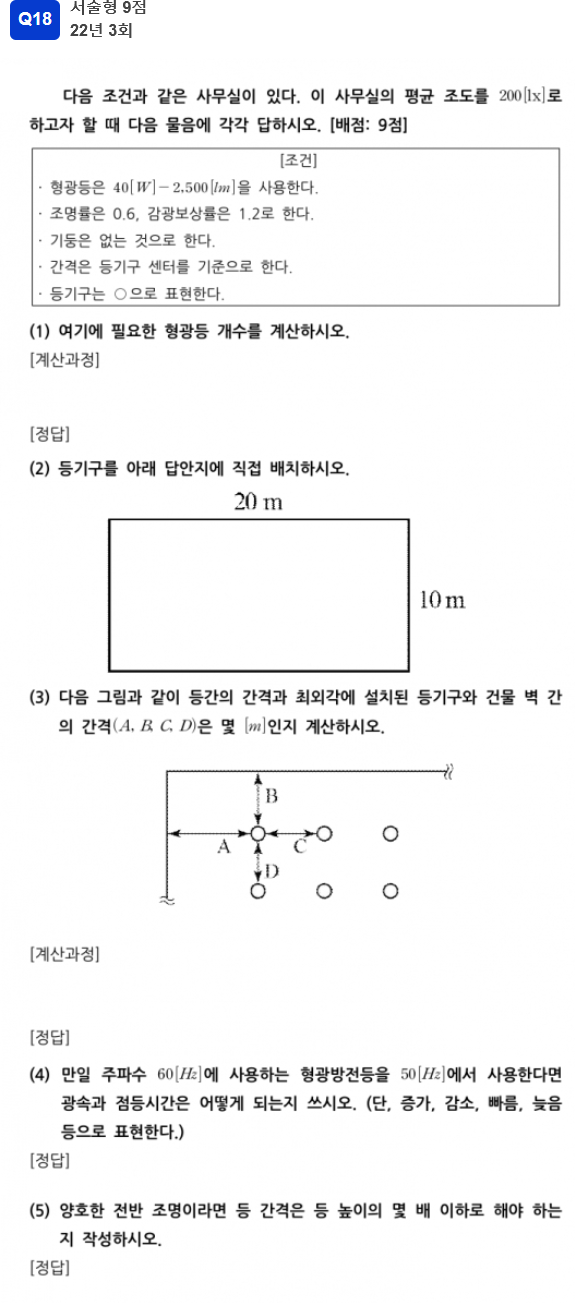 Q18
서술형 9점
22년 3회
다음 조건과 같은 사무실이 있다. 이 사무실의 평균 조도를 200[lx]로
하고자 할 때 다음 물음에 각각 답하시오. [배점: 9점]
[조건]
· 형광등은 40[W]-2,500[lm]을 사용한다.
· 조명률은 0.6, 감광보상률은 1.2로 한다.
· 기둥은 없는 것으로 한다.
· 간격은 등기구 센터를 기준으로 한다.
· 등기구는 ○으로 표현한다.
(1) 여기에 필요한 형광등 개수를 계산하시오.
[계산과정]
[정답]
(2) 등기구를 아래 답안지에 직접 배치하시오.
20 m
10 m
(3) 다음 그림과 같이 등간의 간격과 최외각에 설치된 등기구와 건물 벽 간
의 간격(A, B, C, D)은 몇 [m]인지 계산하시오.
B
A
C
D
[계산과정]
[정답]
(4) 만일 주파수 60[Hz]에 사용하는 형광방전등을 50[Hz]에서 사용한다면
광속과 점등시간은 어떻게 되는지 쓰시오. (단, 증가, 감소, 빠름, 늦음
등으로 표현한다.)
[정답]
(5) 양호한 전반 조명이라면 등 간격은 등 높이의 몇 배 이하로 해야 하는
지 작성하시오.
[정답]